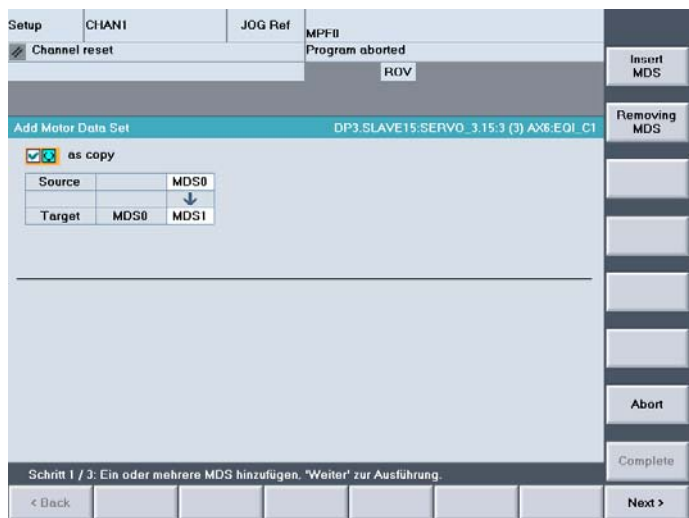 Setup CHAN1 JOG Ref MPF0
Channel reset Program aborted
ROV
Insert MDS
Removing MDS
Add Motor Data Set DP3.SLAVE15:SERVO_3.15:3 (3) AX6:EQI_C1
as copy
Source MDS0
Target MDS0 MDS1
Abort
Complete
Schritt 1 / 3: Ein oder mehrere MDS hinzufügen. 'Weiter' zur Ausführung.
< Back Next >